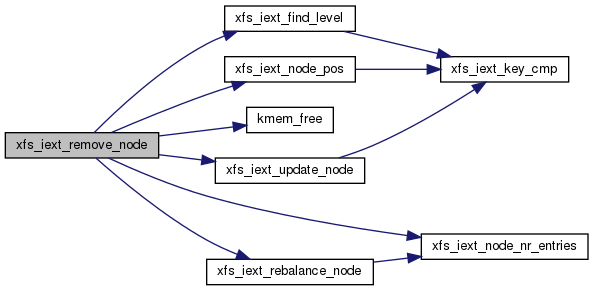 xfs_iext_find_level
xfs_iext_node_pos
xfs_iext_key_cmp
kmem_free
xfs_iext_remove_node
xfs_iext_update_node
xfs_iext_node_nr_entries
xfs_iext_rebalance_node